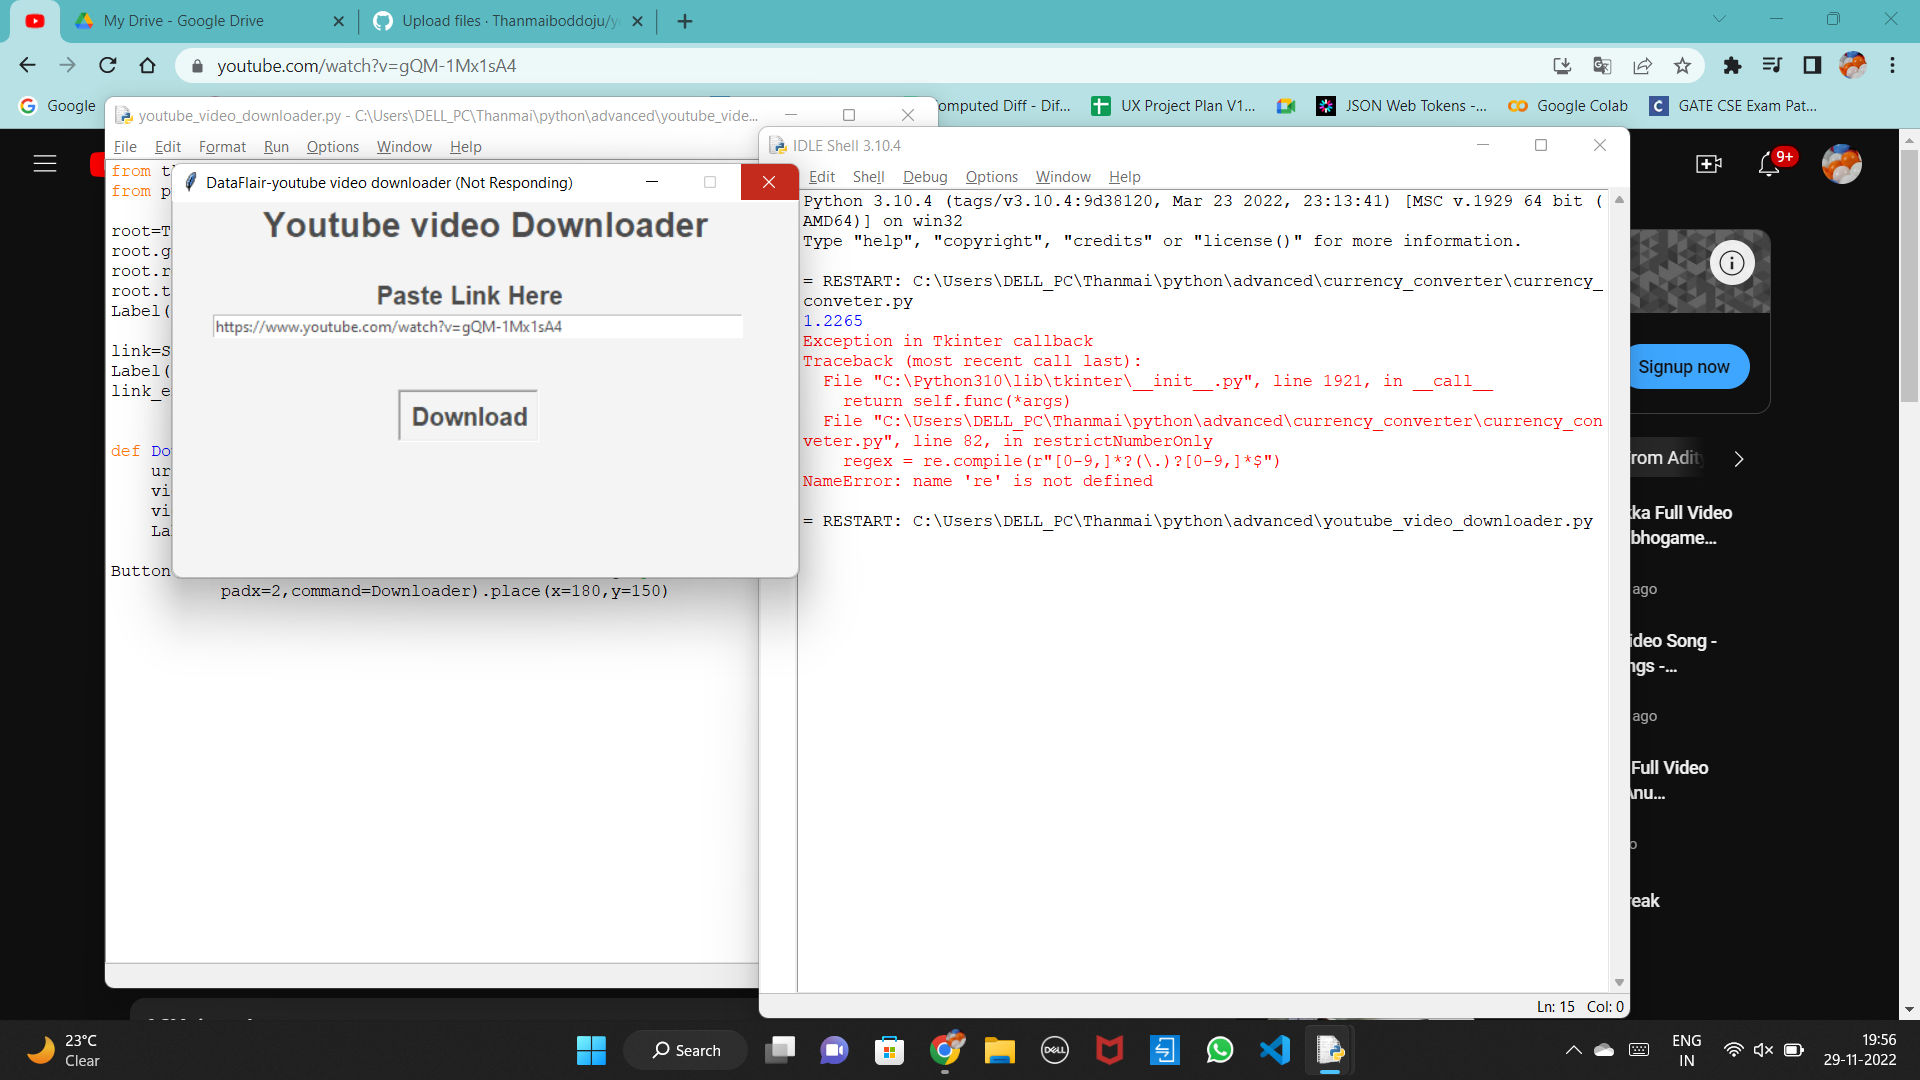 My Drive - Google Drive
Upload files · Thanmaiboddoju/y
youtube.com/watch?v=gQM-1Mx1sA4
Google
omputed Diff - Dif...
UX Project Plan V1...
JSON Web Tokens -...
Google Colab
GATE CSE Exam Pat...
youtube_video_downloader.py - C:\Users\DELL_PC\Thanmai\python\advanced\youtube_vide...
File Edit Format Run Options Window Help
from t
from p
root=T
root.g
root.r
root.t
Label(
link=S
Label(
link_e
def Do
ur
vi
vi
La
Button
padx=2,command=Downloader).place(x=180,y=150)
DataFlair-youtube video downloader (Not Responding)
Youtube video Downloader
Paste Link Here
https://www.youtube.com/watch?v=gQM-1Mx1sA4
Download
IDLE Shell 3.10.4
Edit Shell Debug Options Window Help
Python 3.10.4 (tags/v3.10.4:9d38120, Mar 23 2022, 23:13:41) [MSC v.1929 64 bit (
AMD64)] on win32
Type "help", "copyright", "credits" or "license()" for more information.
= RESTART: C:\Users\DELL_PC\Thanmai\python\advanced\currency_converter\currency_
conveter.py
1.2265
Exception in Tkinter callback
Traceback (most recent call last):
File "C:\Python310\lib\tkinter\__init__.py", line 1921, in __call__
return self.func(*args)
File "C:\Users\DELL_PC\Thanmai\python\advanced\currency_converter\currency_con
veter.py", line 82, in restrictNumberOnly
regex = re.compile(r"[0-9,]*?(\.)?[0-9,]*$")
NameError: name 're' is not defined
= RESTART: C:\Users\DELL_PC\Thanmai\python\advanced\youtube_video_downloader.py
Ln: 15 Col: 0
9+
Signup now
rom Adit
ka Full Video
bhogame...
ago
ideo Song -
ngs -...
ago
Full Video
Anu...
o
reak
23°C
Clear
Search
DELL
ENG
IN
19:56
29-11-2022